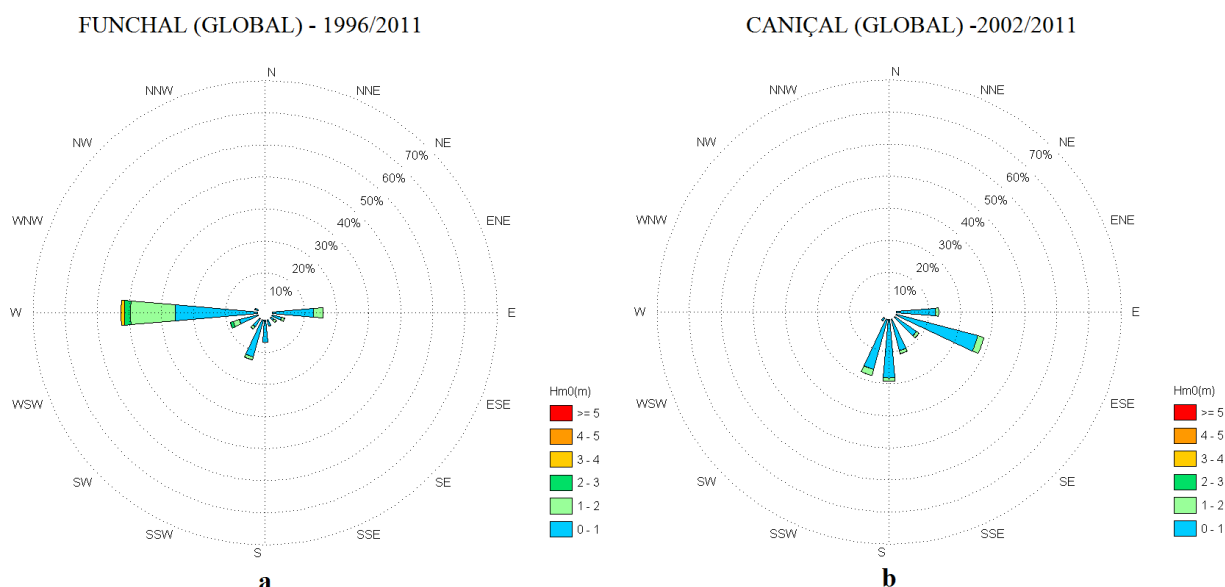 FUNCHAL (GLOBAL) - 1996/2011
N
NNE
NE
ENE
E
ESE
SE
SSE
S
SSW
SW
WSW
W
WNW
NW
NNW
10%
20%
30%
40%
50%
60%
70%
Hm0(m)
>= 5
4 - 5
3 - 4
2 - 3
1 - 2
0 - 1
a
CANIÇAL (GLOBAL) -2002/2011
N
NNE
NE
ENE
E
ESE
SE
SSE
S
SSW
SW
WSW
W
WNW
NW
NNW
10%
20%
30%
40%
50%
60%
70%
Hm0(m)
>= 5
4 - 5
3 - 4
2 - 3
1 - 2
0 - 1
b